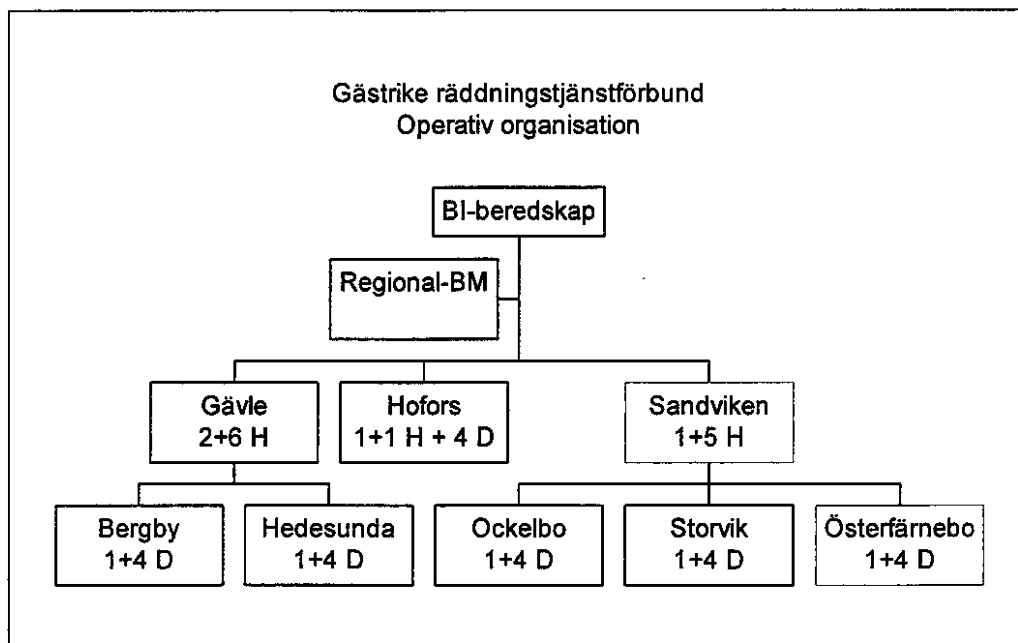 Gästrike räddningstjänstförbund
Operativ organisation
BI-beredskap
Regional-BM
Gävle
2+6 H
Hofors
1+1 H + 4 D
Sandviken
1+5 H
Bergby
1+4 D
Hedesunda
1+4 D
Ockelbo
1+4 D
Storvik
1+4 D
Österfärnebo
1+4 D